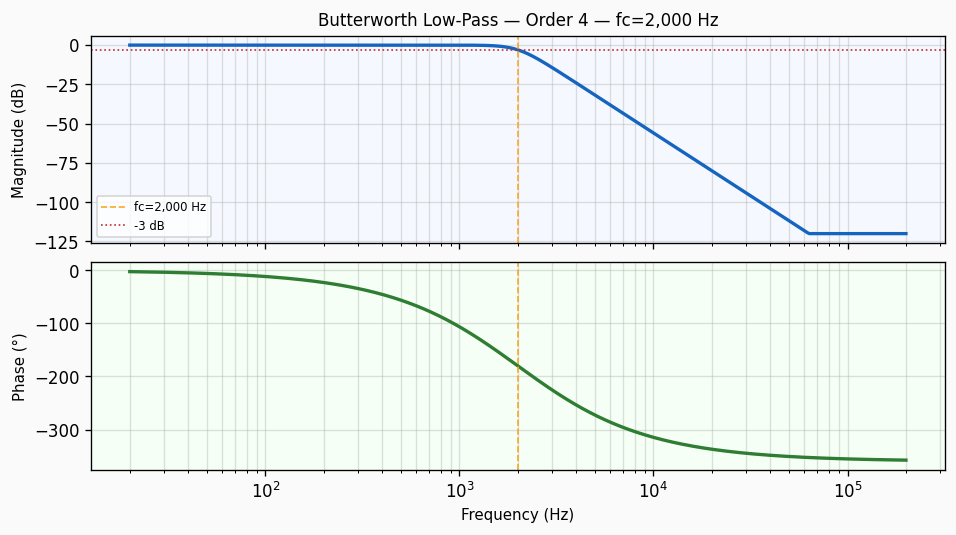 Butterworth Low-Pass — Order 4 — fc=2,000 Hz
Magnitude (dB)
0
−25
−50
−75
−100
−125
fc=2,000 Hz
-3 dB
Phase (°)
0
−100
−200
−300
10²
10³
10⁴
10⁵
Frequency (Hz)